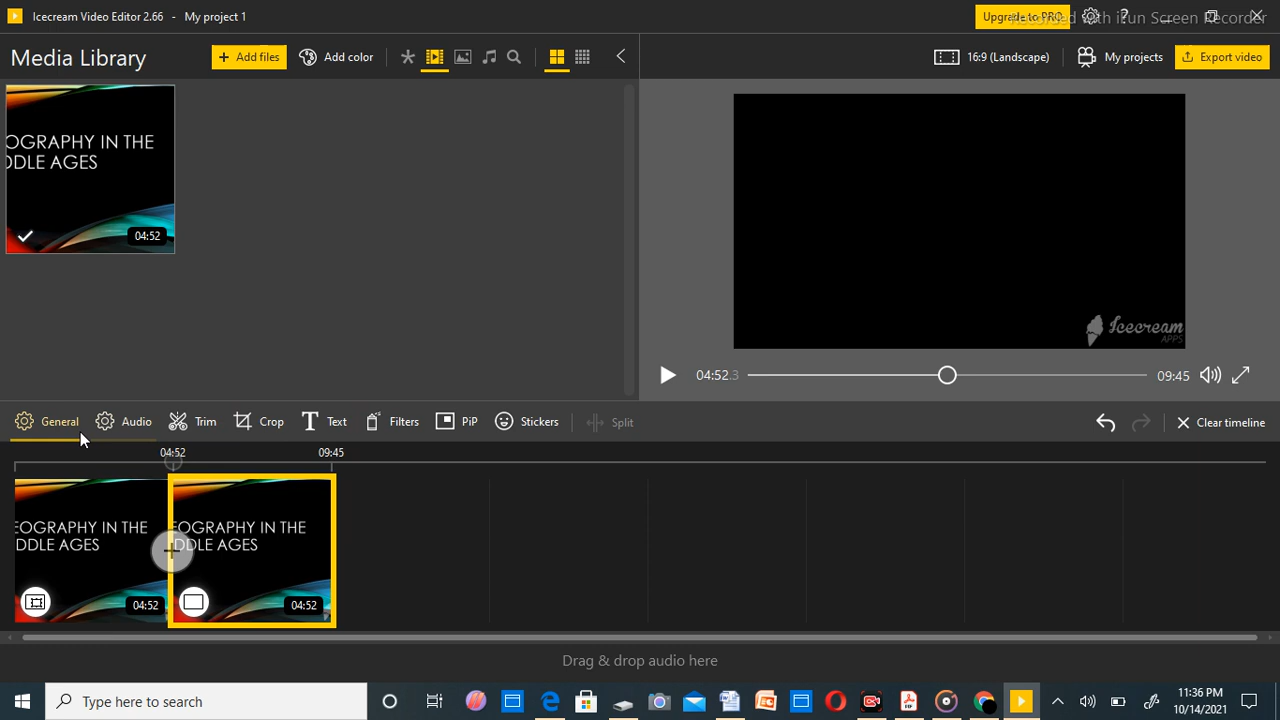 Icecream Video Editor 2.66 - My project 1
Upgrade to PRO
Recorded with iFun Screen Recorder
Media Library
+ Add files
Add color
16:9 (Landscape)
My projects
Export video
OGRAPHY IN THE
DDLE AGES
04:52
Icecream
APPS
04:52.3
09:45
General
Audio
Trim
Crop
Text
Filters
PiP
Stickers
Split
Clear timeline
04:52
09:45
EOGRAPHY IN THE
DDLE AGES
04:52
EOGRAPHY IN THE
DDLE AGES
04:52
Drag & drop audio here
Type here to search
11:36 PM
10/14/2021